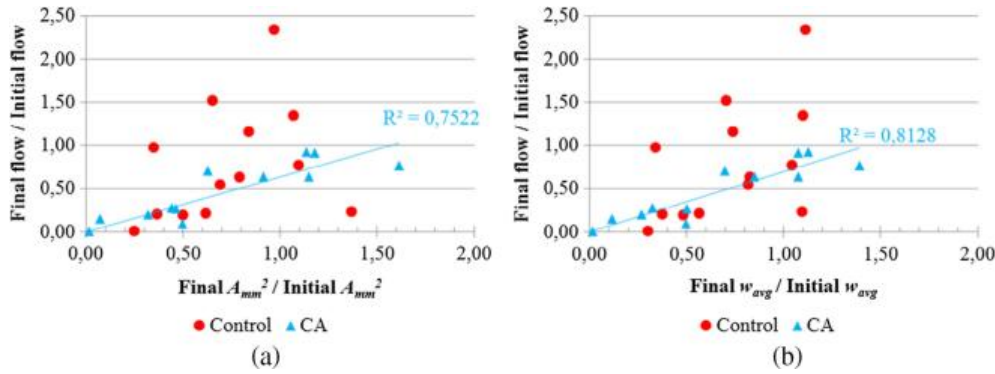 2,50
2,00
1,50
1,00
0,50
0,00
Final flow / Initial flow
R² = 0,7522
0,00 0,50 1,00 1,50 2,00
Final Amm² / Initial Amm²
Control CA
(a)
2,50
2,00
1,50
1,00
0,50
0,00
Final flow / Initial flow
R² = 0,8128
0,00 0,50 1,00 1,50 2,00
Final wavg / Initial wavg
Control CA
(b)